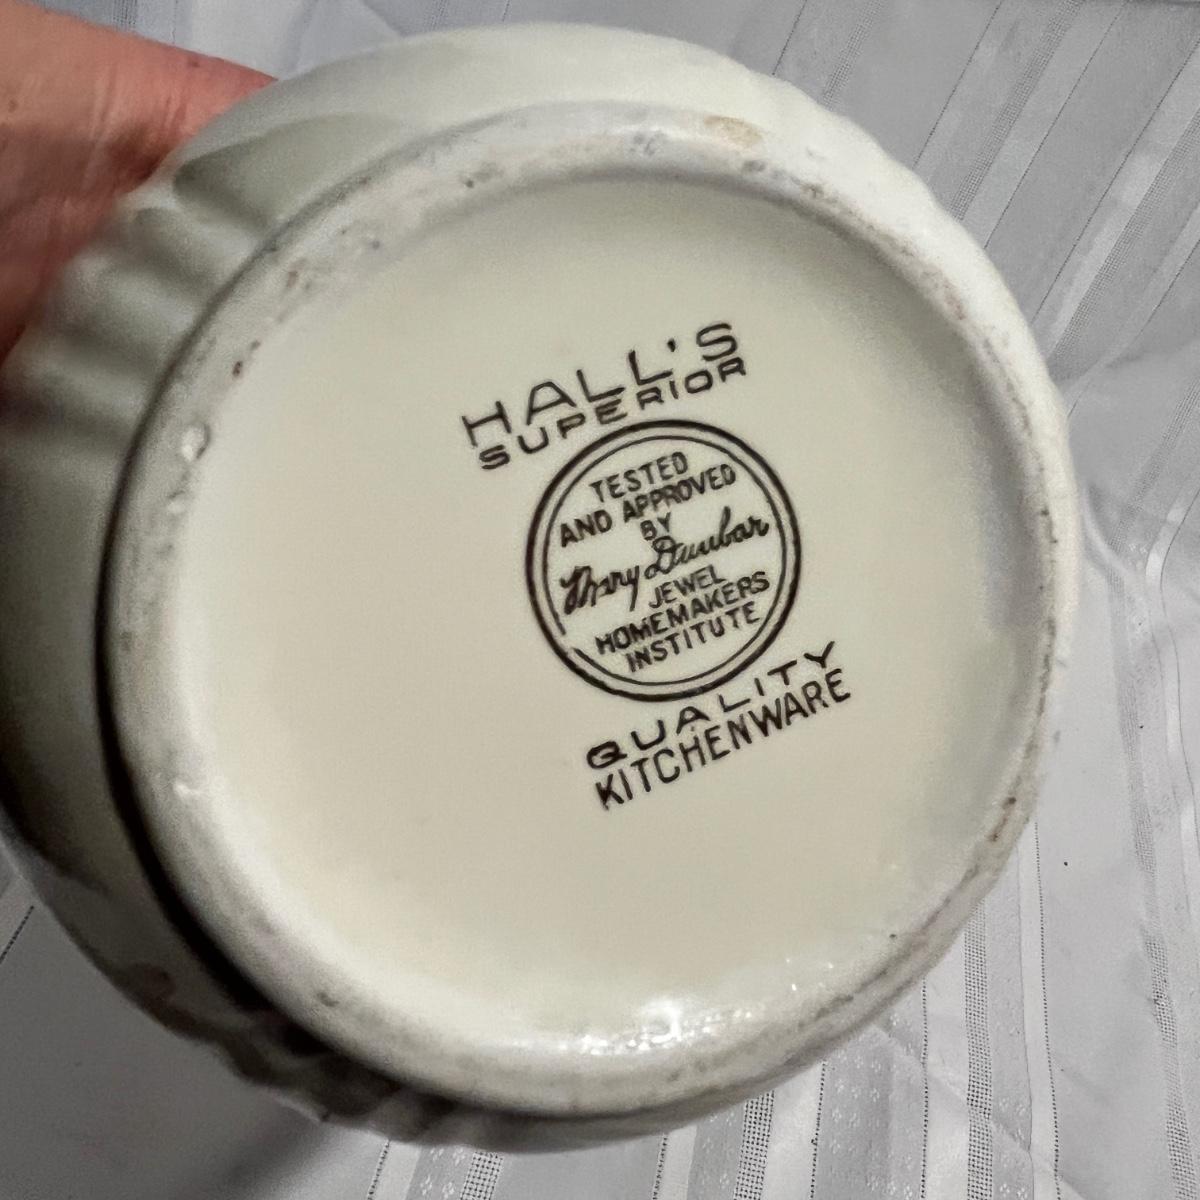 HALL'S
SUPERIOR
TESTED
AND APPROVED
BY
Mary Dunbar
JEWEL
HOMEMAKERS
INSTITUTE
QUALITY
KITCHENWARE